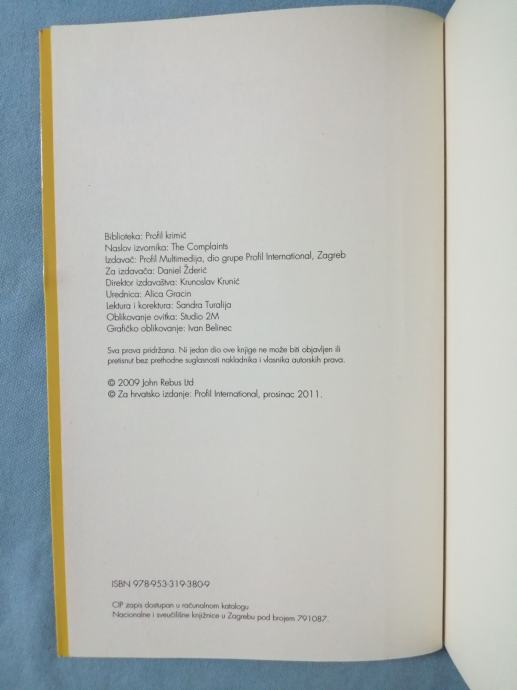 Biblioteka: Profil krimić
Naslov izvornika: The Complaints
Izdavač: Profil Multimedija, dio grupe Profil International, Zagreb
Za izdavača: Daniel Žderić
Direktor izdavaštva: Krunoslav Krunić
Urednica: Alica Gracin
Lektura i korektura: Sandra Turalija
Oblikovanje ovitka: Studio 2M
Grafičko oblikovanje: Ivan Belinec
Sva prava pridržana. Ni jedan dio ove knjige ne može biti objavljen ili
pretisnut bez prethodne suglasnosti nakladnika i vlasnika autorskih prava.
© 2009 John Rebus Ltd
© Za hrvatsko izdanje: Profil International, prosinac 2011.
ISBN 978-953-319-380-9
CIP zapis dostupan u računalnom katalogu
Nacionalne i sveučilišne knjižnice u Zagrebu pod brojem 791087.